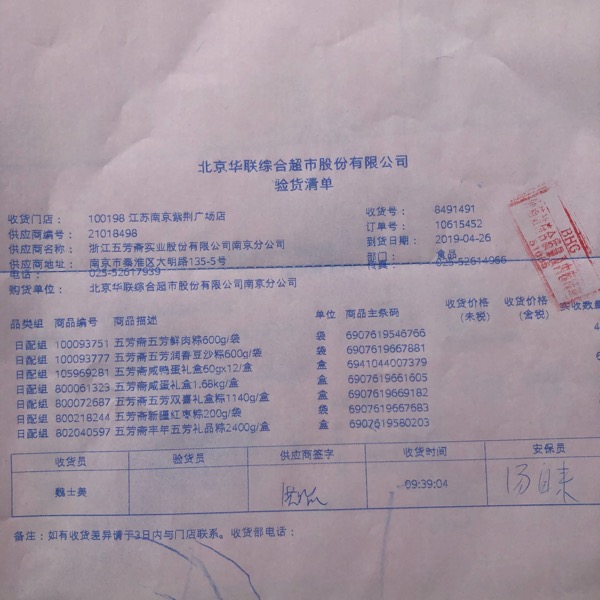 北京华联综合超市股份有限公司
验货清单
收货门店： 100198 江苏南京紫荆广场店 收货号： 8491491
供应商编号： 21018498 订单号： 10615452
供应商名称： 浙江五芳斋实业股份有限公司南京分公司 到货日期： 2019-04-26
供应商地址： 南京市秦淮区大明路135-5号 部门： 食品
电话： 025-52617939 传真： 025-52614966
购货单位： 北京华联综合超市股份有限公司南京分公司
品类组 商品编号 商品描述 单位 商品主条码 收货价格（未税） 收货价格（含税） 实收数量
日配组 100093751 五芳斋五芳鲜肉粽600g/袋 袋 6907619546766 4
日配组 100093777 五芳斋五芳润香豆沙粽600g/袋 袋 6907619667881
日配组 105969281 五芳斋咸鸭蛋礼盒60gx12/盒 盒 6941044007379
日配组 800061323 五芳斋咸蛋礼盒1.68kg/盒 盒 6907619661605
日配组 800072687 五芳斋五芳双喜礼盒粽1140g/盒 盒 6907619669182
日配组 800218244 五芳斋新疆红枣粽200g/袋 袋 6907619667683
日配组 802040597 五芳斋丰年五芳礼品粽2400g/盒 盒 6907619580203
收货员 验货员 供应商签字 收货时间 安保员
魏士美 09:39:04
备注：如有收货差异请于3日内与门店联系。收货部电话：
BHG